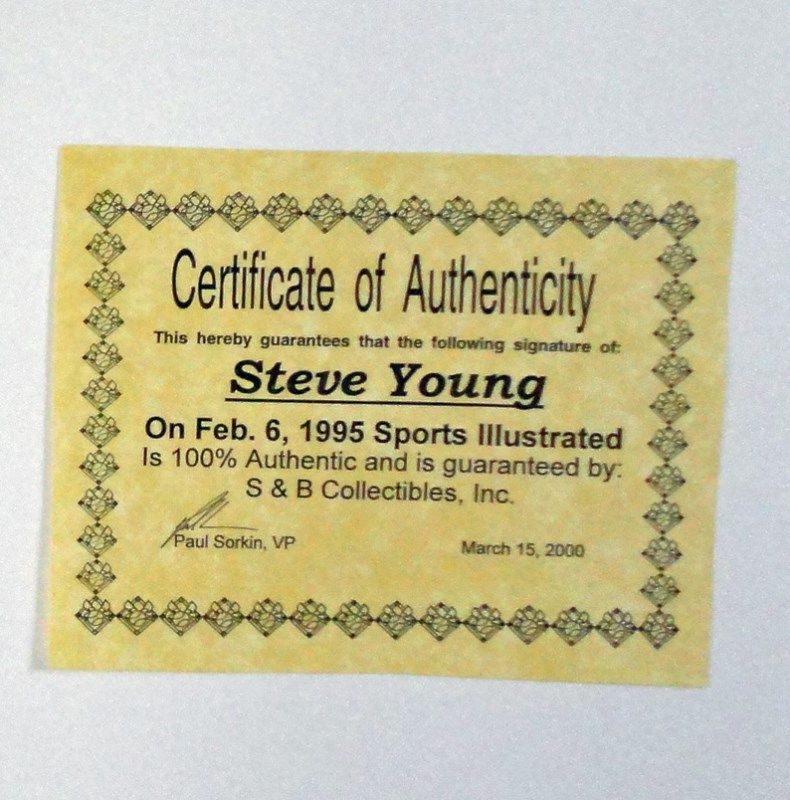 Certificate of Authenticity
This hereby guarantees that the following signature of:
Steve Young
On Feb. 6, 1995 Sports Illustrated
Is 100% Authentic and is guaranteed by:
S & B Collectibles, Inc.
Paul Sorkin, VP
March 15, 2000